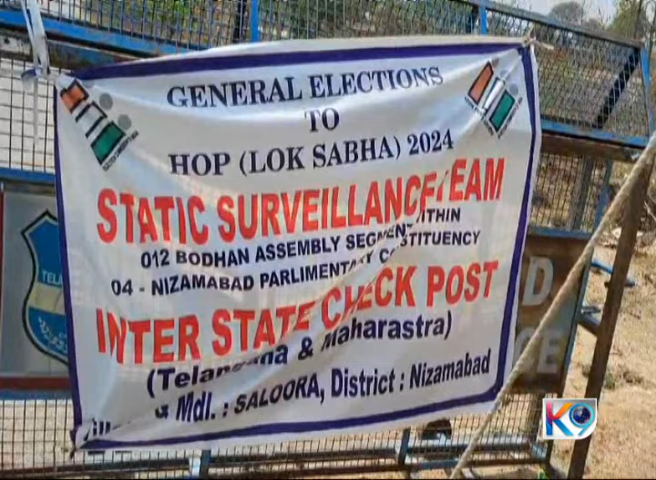 GENERAL ELECTIONS
TO
HOP (LOK SABHA) 2024
STATIC SURVEILLANCE TEAM
012 BODHAN ASSEMBLY SEGMENT WITHIN
04 - NIZAMABAD PARLIMENTARY CONSTITUENCY
INTER STATE CHECK POST
(Telangana & Maharastra)
& Mdl. : SALOORA, District : Nizamabad
K9